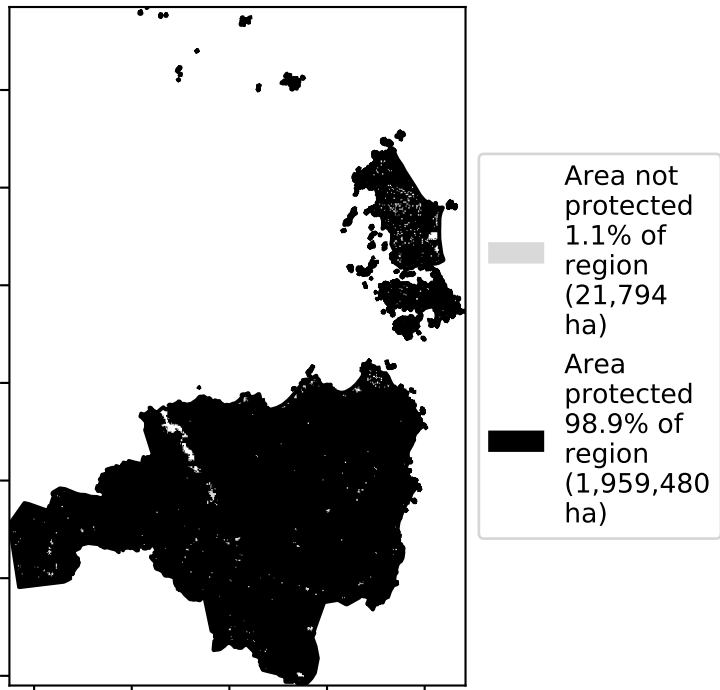 Area not
protected
1.1% of
region
(21,794
ha)
Area
protected
98.9% of
region
(1,959,480
ha)